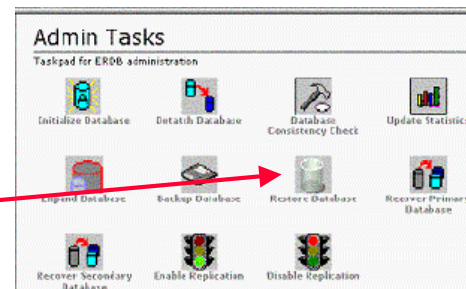 Admin Tasks
Taskpad for ERDB administration
Initialize Database
Detatch Database
Database
Consistency Check
Update Statistics
Expand Database
Backup Database
Restore Database
Recover Primary
Database
Recover Secondary
Database
Enable Replication
Disable Replication